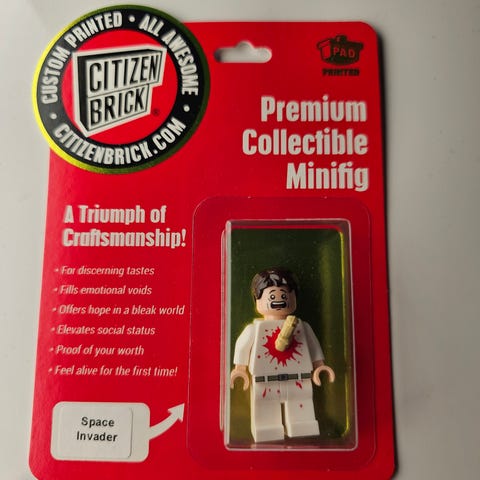 CUSTOM PRINTED • ALL AWESOME • CITIZENBRICK.COM •
CITIZEN
BRICK®
PAD
PRINTED
Premium
Collectible
Minifig
A Triumph of
Craftsmanship!
• For discerning tastes
• Fills emotional voids
• Offers hope in a bleak world
• Elevates social status
• Proof of your worth
• Feel alive for the first time!
Space
Invader